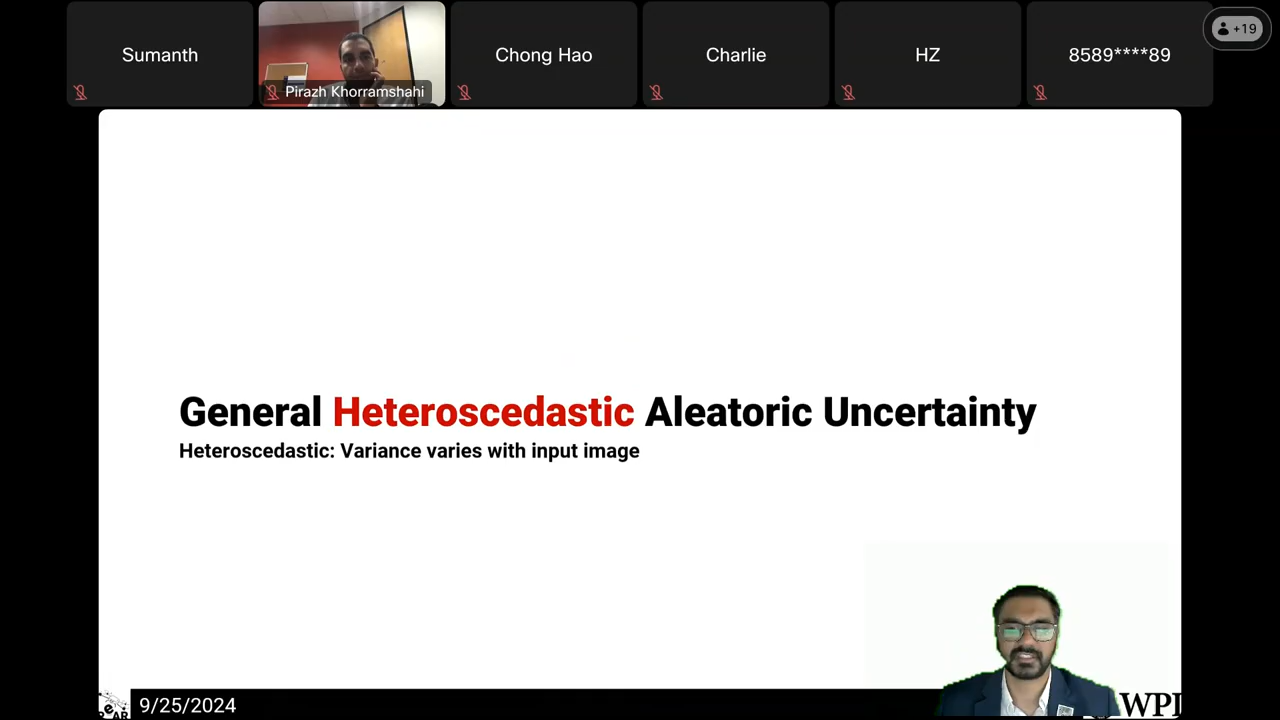 Sumanth
Pirazh Khorramshahi
Chong Hao
Charlie
HZ
8589****89
+19
General Heteroscedastic Aleatoric Uncertainty
Heteroscedastic: Variance varies with input image
9/25/2024
WPI